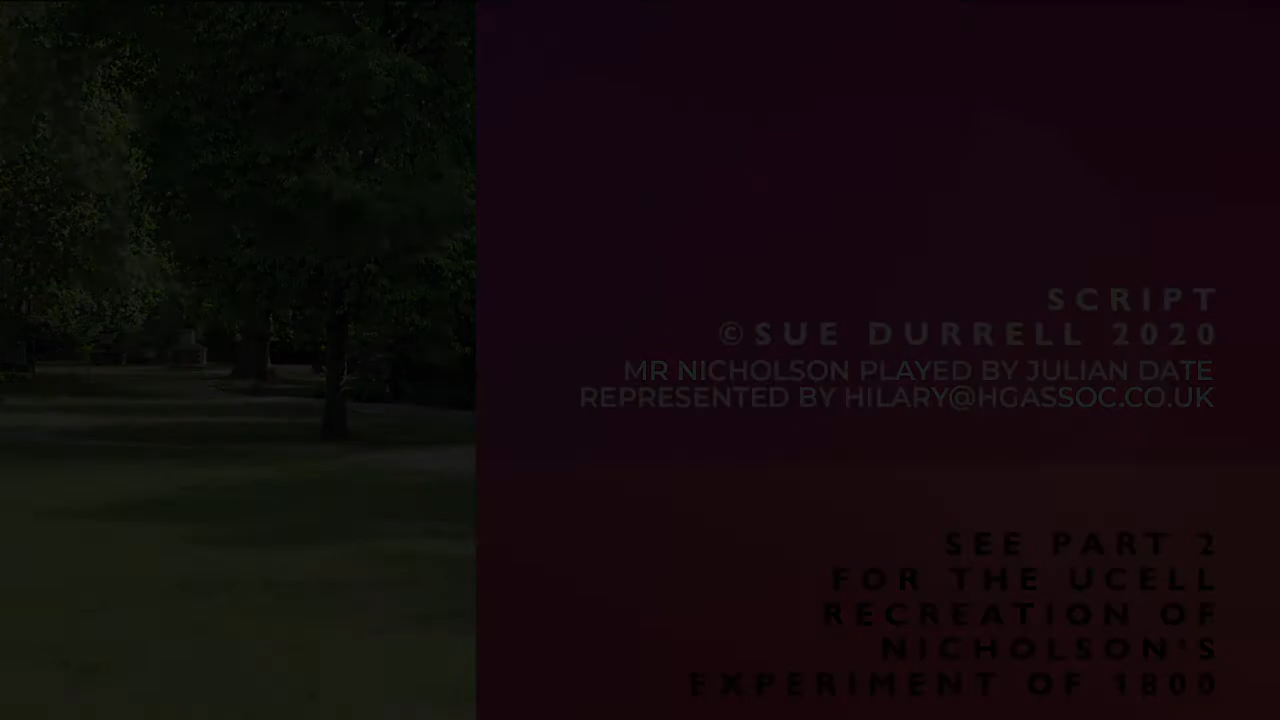 SCRIPT
©SUE DURRELL 2020
MR NICHOLSON PLAYED BY JULIAN DATE
REPRESENTED BY HILARY@HGASSOC.CO.UK
SEE PART 2
FOR THE UCELL
RECREATION OF
NICHOLSON'S
EXPERIMENT OF 1800